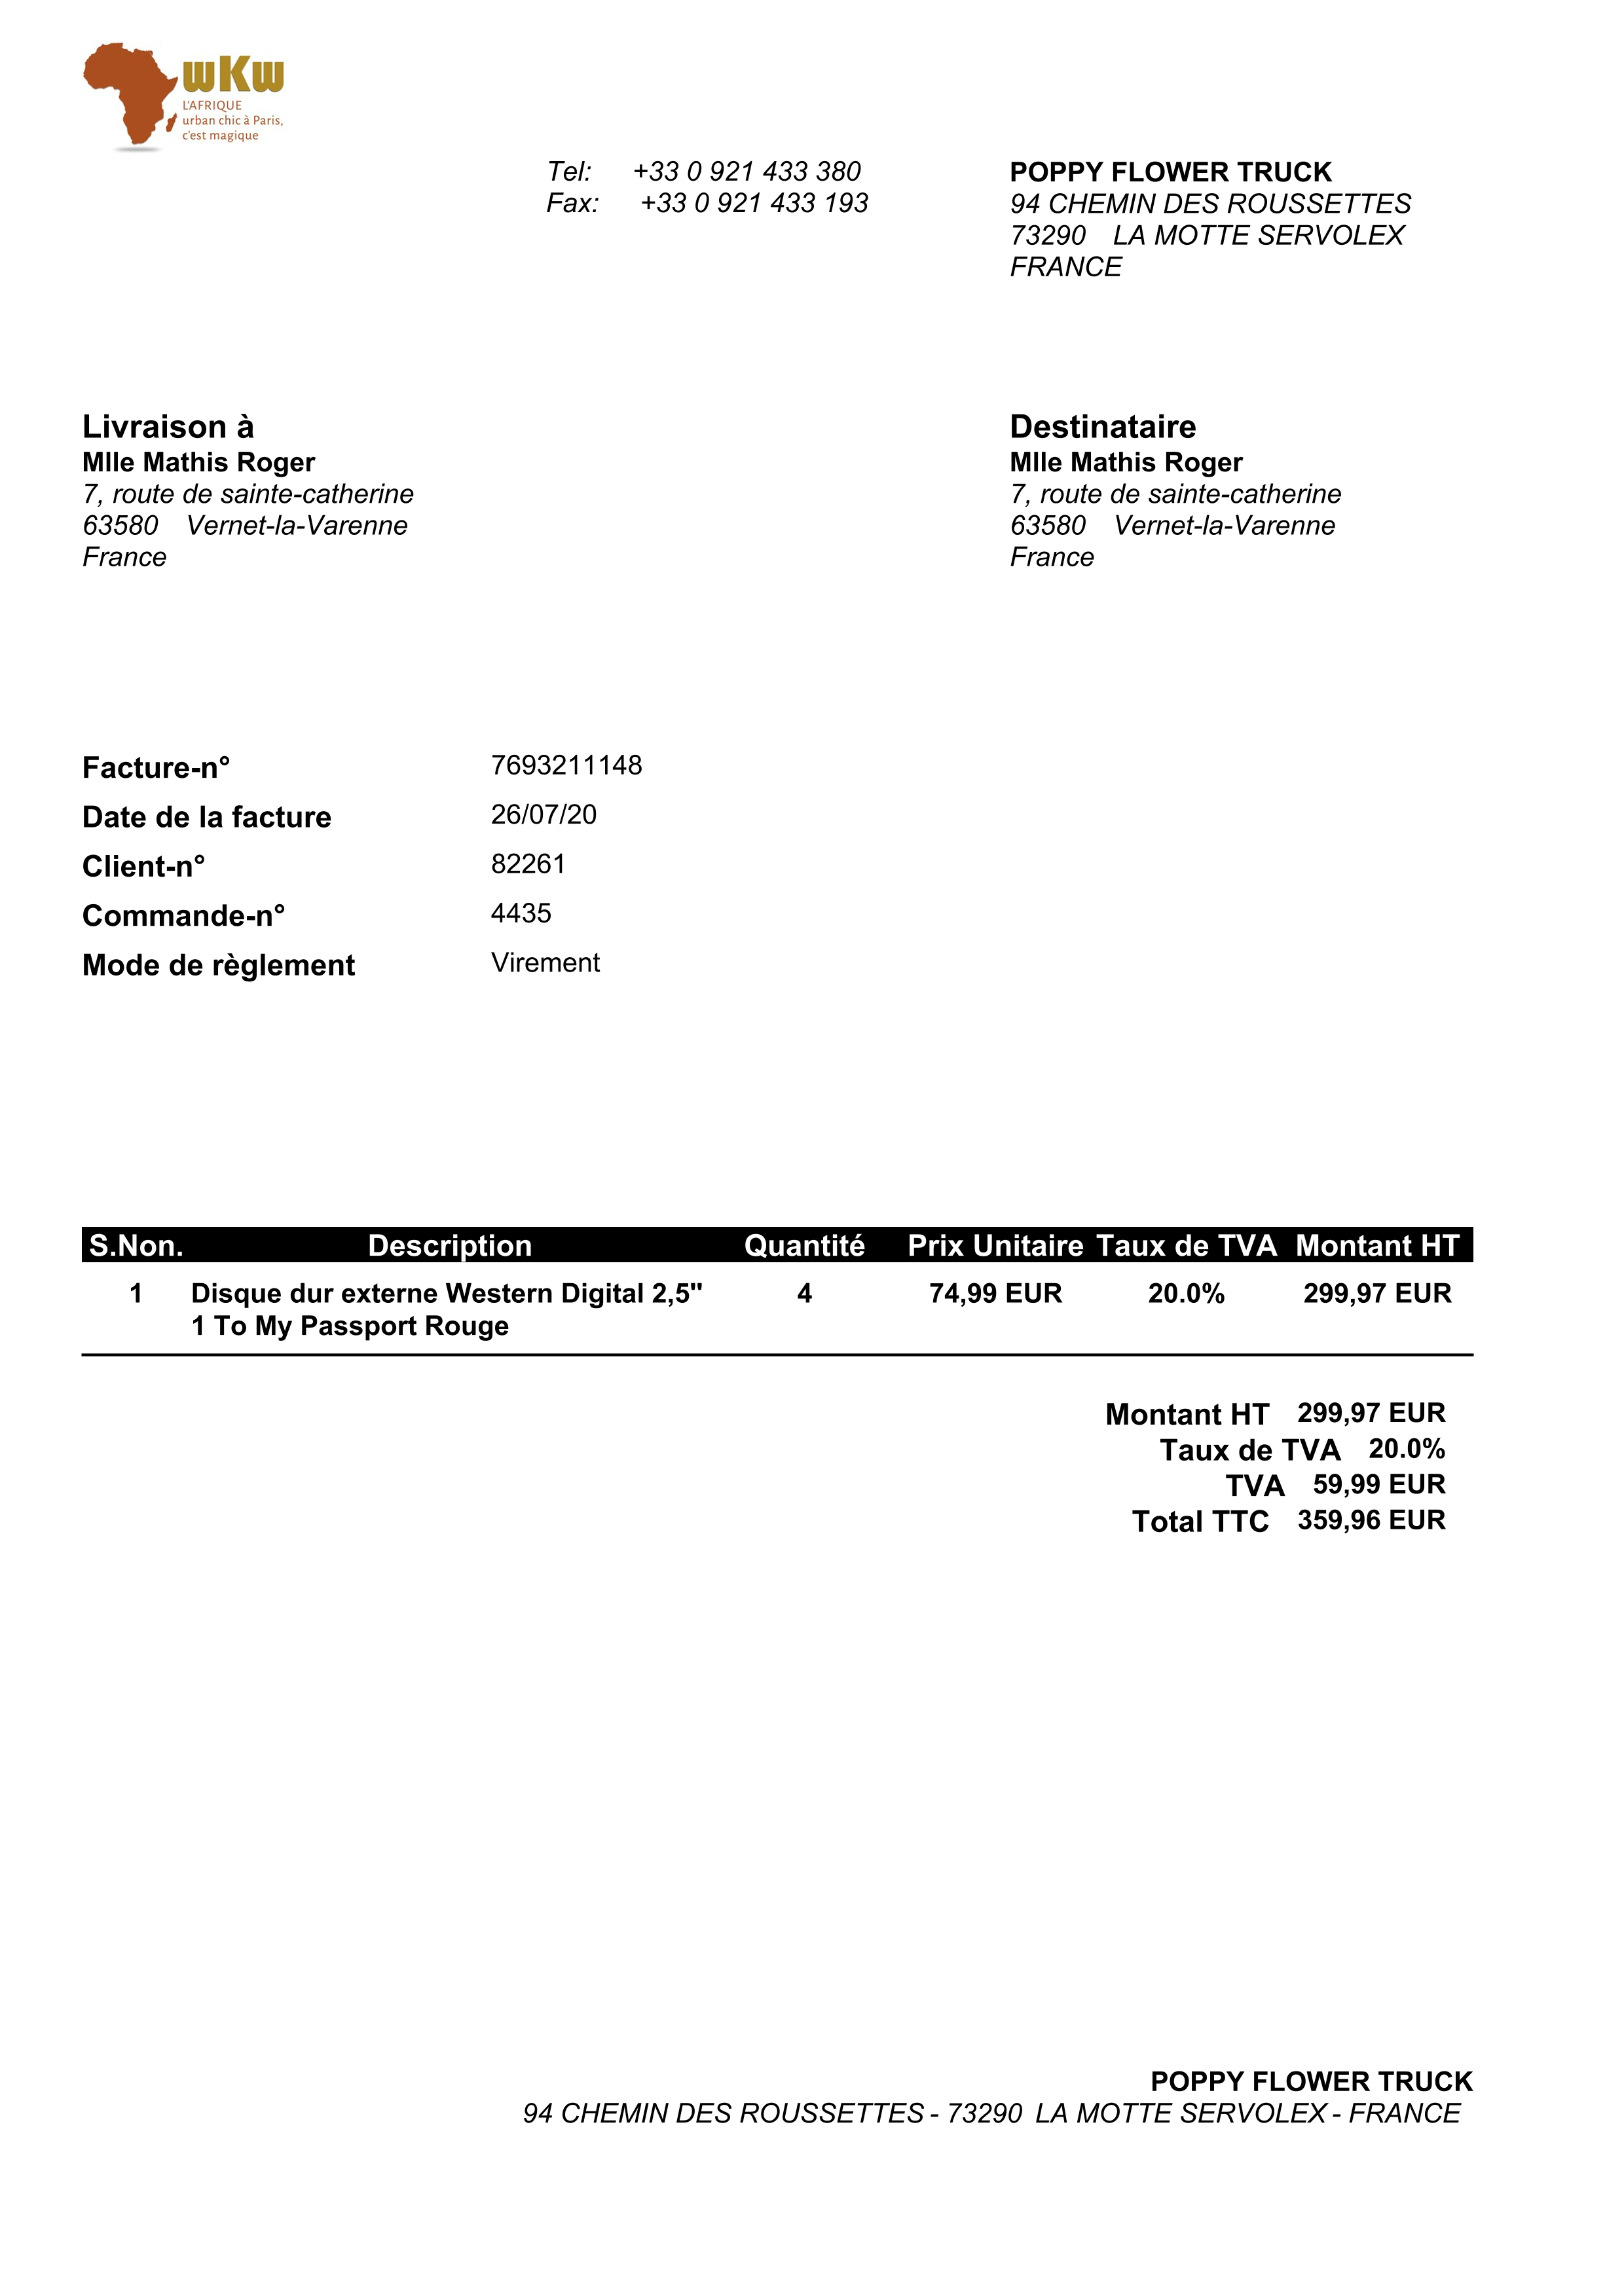 wKw
L'AFRIQUE
urban chic à Paris,
c'est magique
Tel: +33 0 921 433 380
Fax: +33 0 921 433 193
POPPY FLOWER TRUCK
94 CHEMIN DES ROUSSETTES
73290 LA MOTTE SERVOLEX
FRANCE
Livraison à
Mlle Mathis Roger
7, route de sainte-catherine
63580 Vernet-la-Varenne
France
Destinataire
Mlle Mathis Roger
7, route de sainte-catherine
63580 Vernet-la-Varenne
France
Facture-n° 7693211148
Date de la facture 26/07/20
Client-n° 82261
Commande-n° 4435
Mode de règlement Virement
S.Non. Description Quantité Prix Unitaire Taux de TVA Montant HT
1 Disque dur externe Western Digital 2,5" 4 74,99 EUR 20.0% 299,97 EUR
1 To My Passport Rouge
Montant HT 299,97 EUR
Taux de TVA 20.0%
TVA 59,99 EUR
Total TTC 359,96 EUR
POPPY FLOWER TRUCK
94 CHEMIN DES ROUSSETTES - 73290 LA MOTTE SERVOLEX - FRANCE